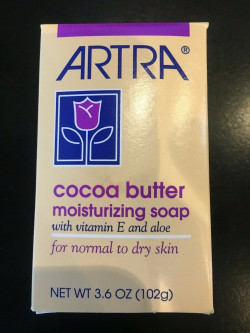 ARTRA®
cocoa butter
moisturizing soap
with vitamin E and aloe
for normal to dry skin
NET WT 3.6 OZ (102g)